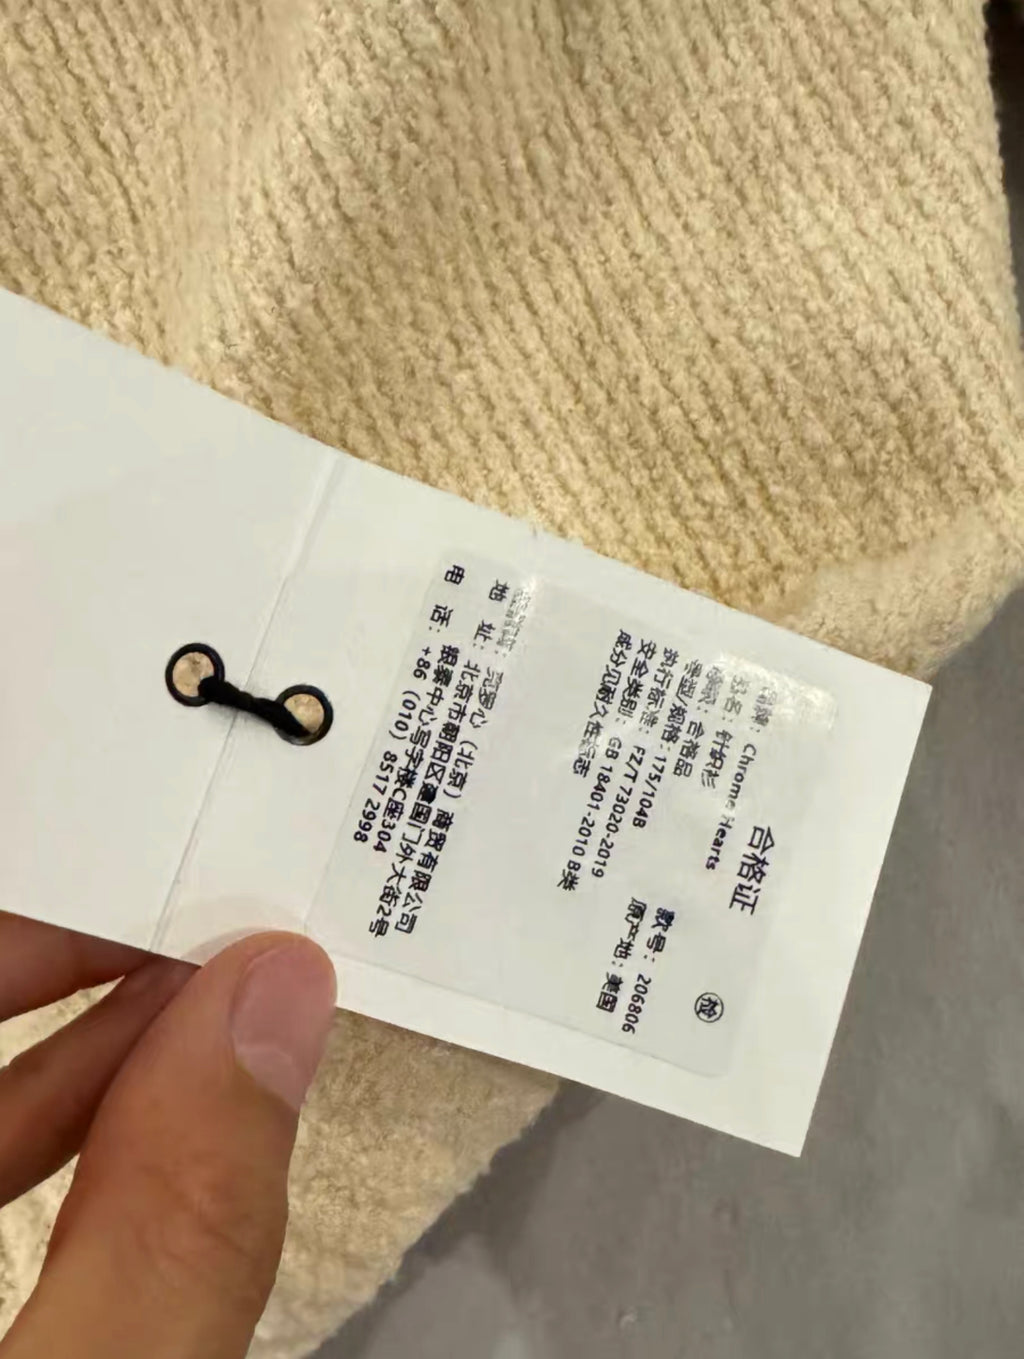 合格证
检
品牌：Chrome Hearts
品名：针织衫
等级：合格品
号型/规格：175/104B
款号：206806
执行标准：FZ/T 73020-2019
原产地：美国
安全类别：GB 18401-2010 B类
成分见耐久性标志
克罗心（北京）商贸有限公司
地 址：北京市朝阳区建国门外大街2号
银泰中心写字楼C座304
电 话：+86 (010) 8517 2998